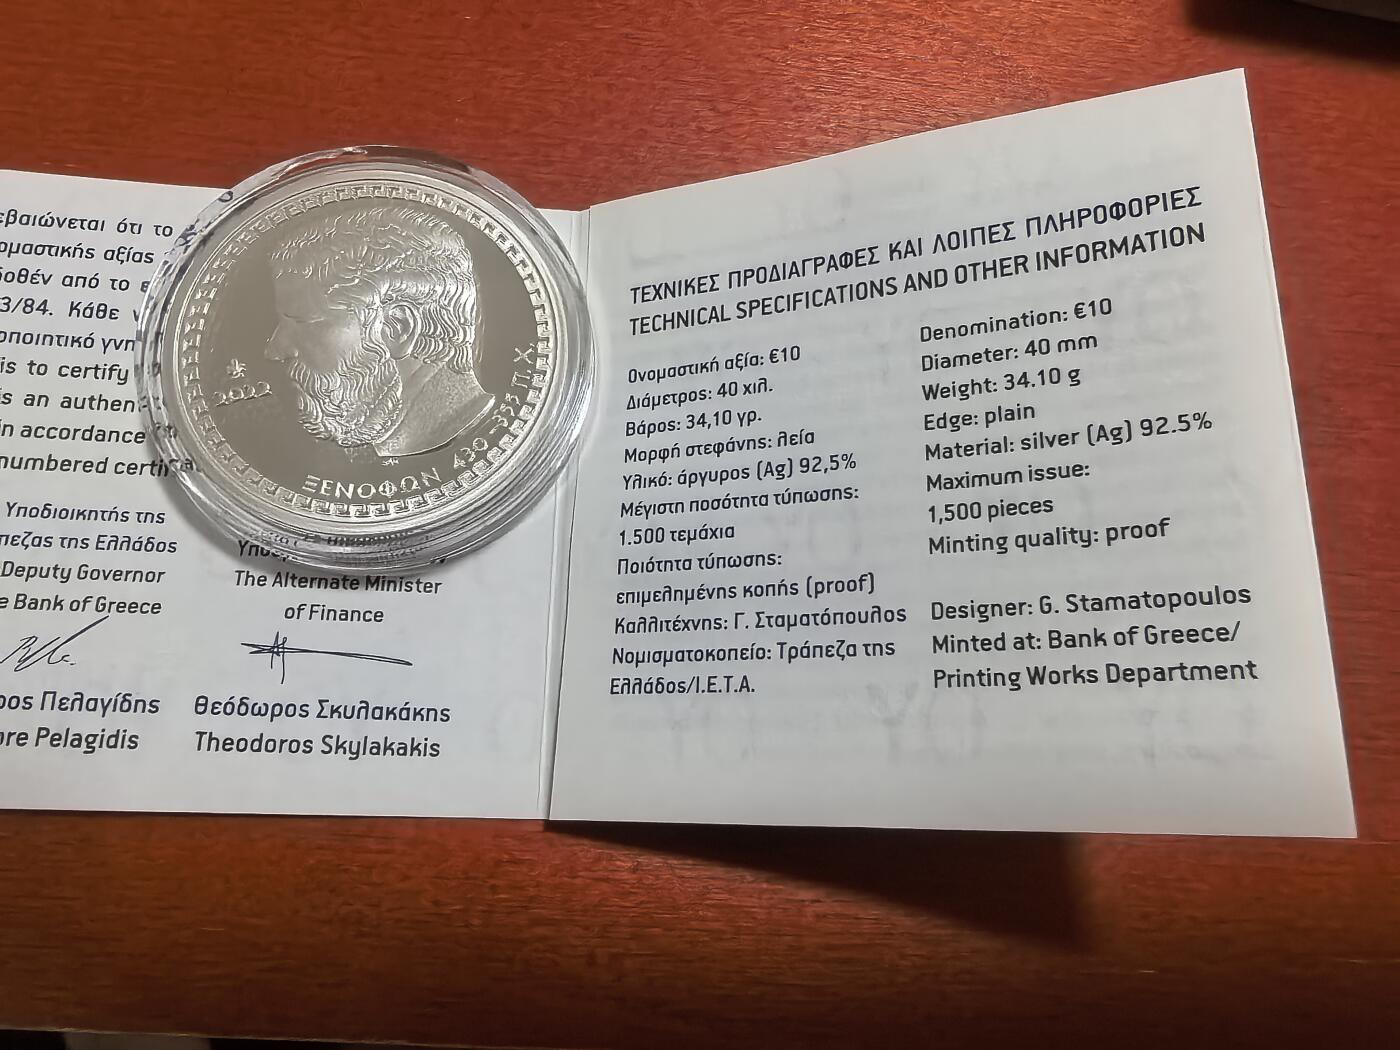 εβαιώνεται ότι το
ομαστικής αξίας
δοθέν από το
3/84. Κάθε
οποιητικό γνη
is to certify
is an authen
in accordance
numbered certi
Υποδιοικητής της
πεζας της Ελλάδος
Deputy Governor
e Bank of Greece
The Alternate Minister
of Finance
ρος Πελαγίδης
ore Pelagidis
Θεόδωρος Σκυλακάκης
Theodoros Skylakakis
2022
ΞΕΝΟΦΩΝ 430-355 Π.Χ.
ΤΕΧΝΙΚΕΣ ΠΡΟΔΙΑΓΡΑΦΕΣ ΚΑΙ ΛΟΙΠΕΣ ΠΛΗΡΟΦΟΡΙΕΣ
TECHNICAL SPECIFICATIONS AND OTHER INFORMATION
Ονομαστική αξία: €10
Διάμετρος: 40 χιλ.
Βάρος: 34,10 γρ.
Μορφή στεφάνης: λεία
Υλικό: άργυρος (Ag) 92,5%
Μέγιστη ποσότητα τύπωσης:
1.500 τεμάχια
Ποιότητα τύπωσης:
επιμελημένης κοπής (proof)
Καλλιτέχνης: Γ. Σταματόπουλος
Νομισματοκοπείο: Τράπεζα της
Ελλάδος/Ι.Ε.Τ.Α.
Denomination: €10
Diameter: 40 mm
Weight: 34.10 g
Edge: plain
Material: silver (Ag) 92.5%
Maximum issue:
1,500 pieces
Minting quality: proof
Designer: G. Stamatopoulos
Minted at: Bank of Greece/
Printing Works Department